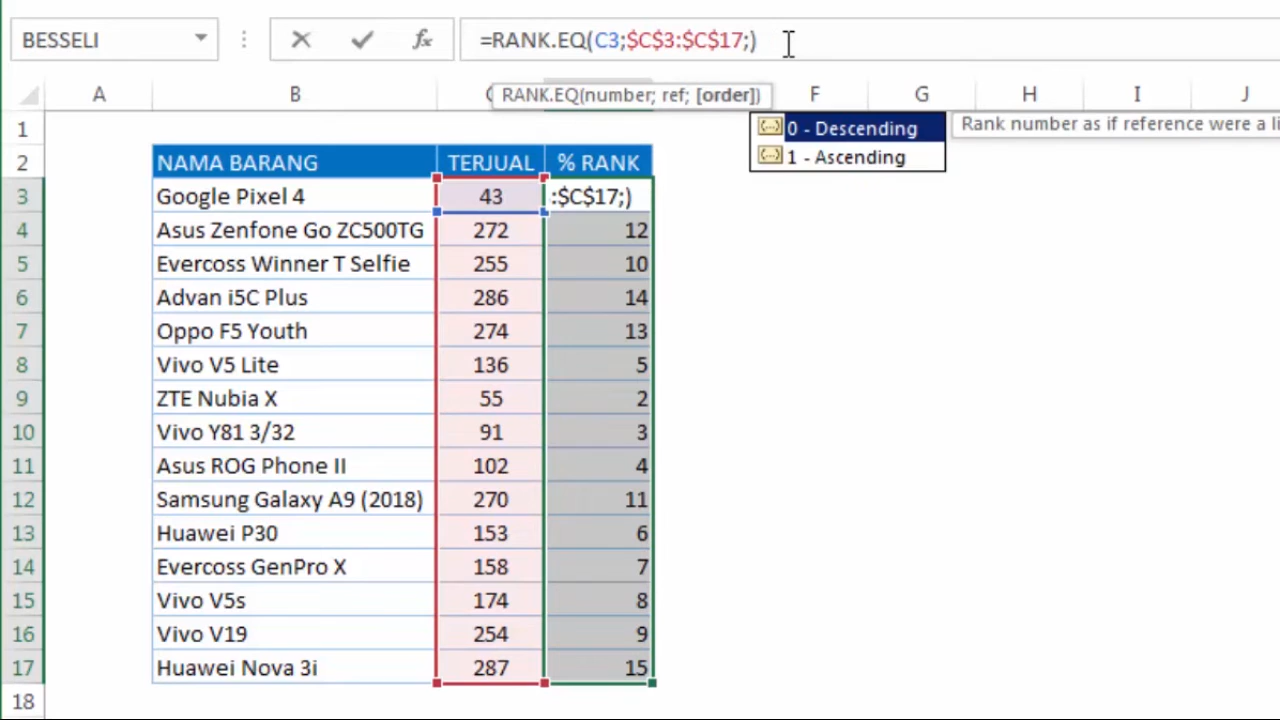 BESSELI fx =RANK.EQ(C3;$C$3:$C$17;)
A B C F G H I J
RANK.EQ(number; ref; [order])
0 - Descending Rank number as if reference were a li
1 - Ascending
1
2 NAMA BARANG TERJUAL % RANK
3 Google Pixel 4 43 :$C$17;)
4 Asus Zenfone Go ZC500TG 272 12
5 Evercoss Winner T Selfie 255 10
6 Advan i5C Plus 286 14
7 Oppo F5 Youth 274 13
8 Vivo V5 Lite 136 5
9 ZTE Nubia X 55 2
10 Vivo Y81 3/32 91 3
11 Asus ROG Phone II 102 4
12 Samsung Galaxy A9 (2018) 270 11
13 Huawei P30 153 6
14 Evercoss GenPro X 158 7
15 Vivo V5s 174 8
16 Vivo V19 254 9
17 Huawei Nova 3i 287 15
18